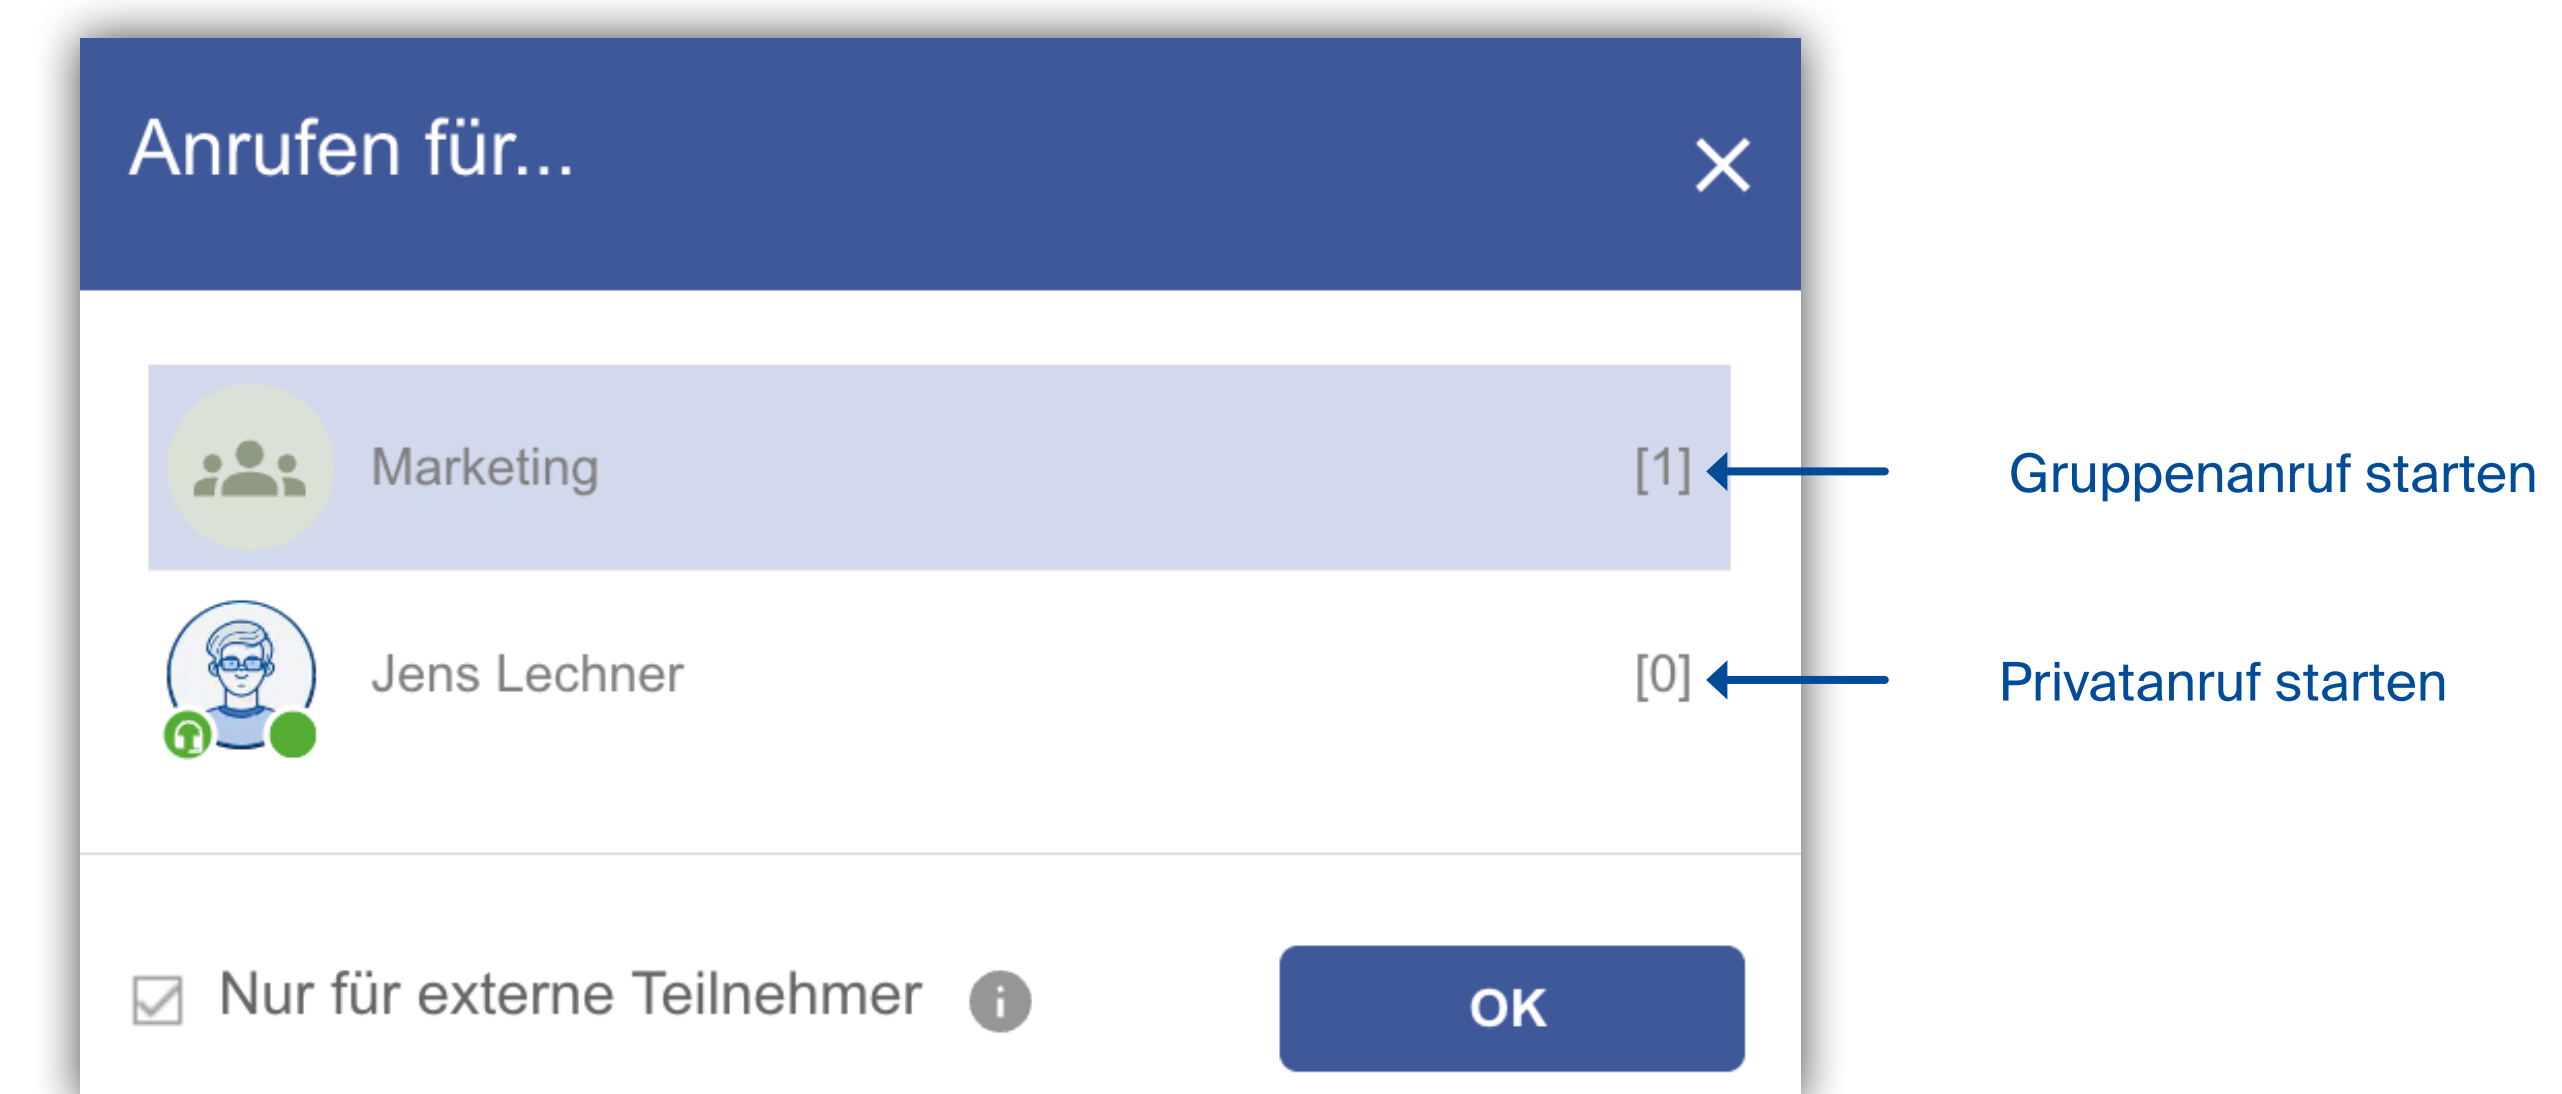 Anrufen für...
Marketing [1] Gruppenanruf starten
Jens Lechner [0] Privatanruf starten
Nur für externe Teilnehmer i OK